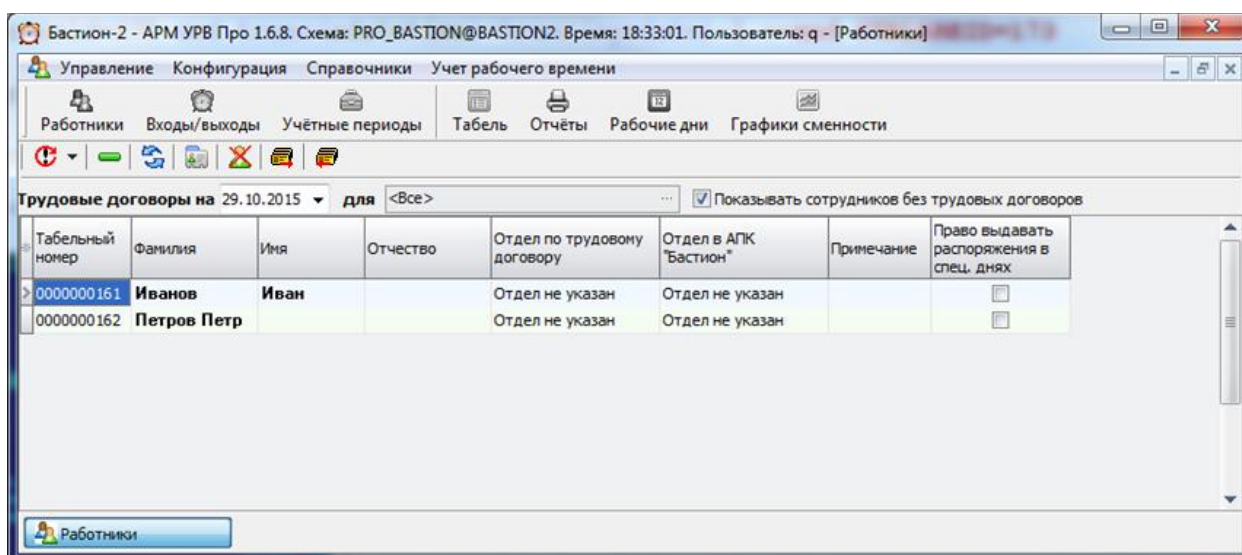 Бастион-2 - АРМ УРВ Про 1.6.8. Схема: PRO_BASTION@BASTION2. Время: 18:33:01. Пользователь: q - [Работники]
Управление Конфигурация Справочники Учет рабочего времени
Работники Входы/выходы Учётные периоды Табель Отчёты Рабочие дни Графики сменности
Трудовые договоры на 29.10.2015 для <Все> ... Показывать сотрудников без трудовых договоров
Табельный номер Фамилия Имя Отчество Отдел по трудовому договору Отдел в АПК "Бастион" Примечание Право выдавать распоряжения в спец. днях
0000000161 Иванов Иван Отдел не указан Отдел не указан
0000000162 Петров Петр Отдел не указан Отдел не указан
Работники